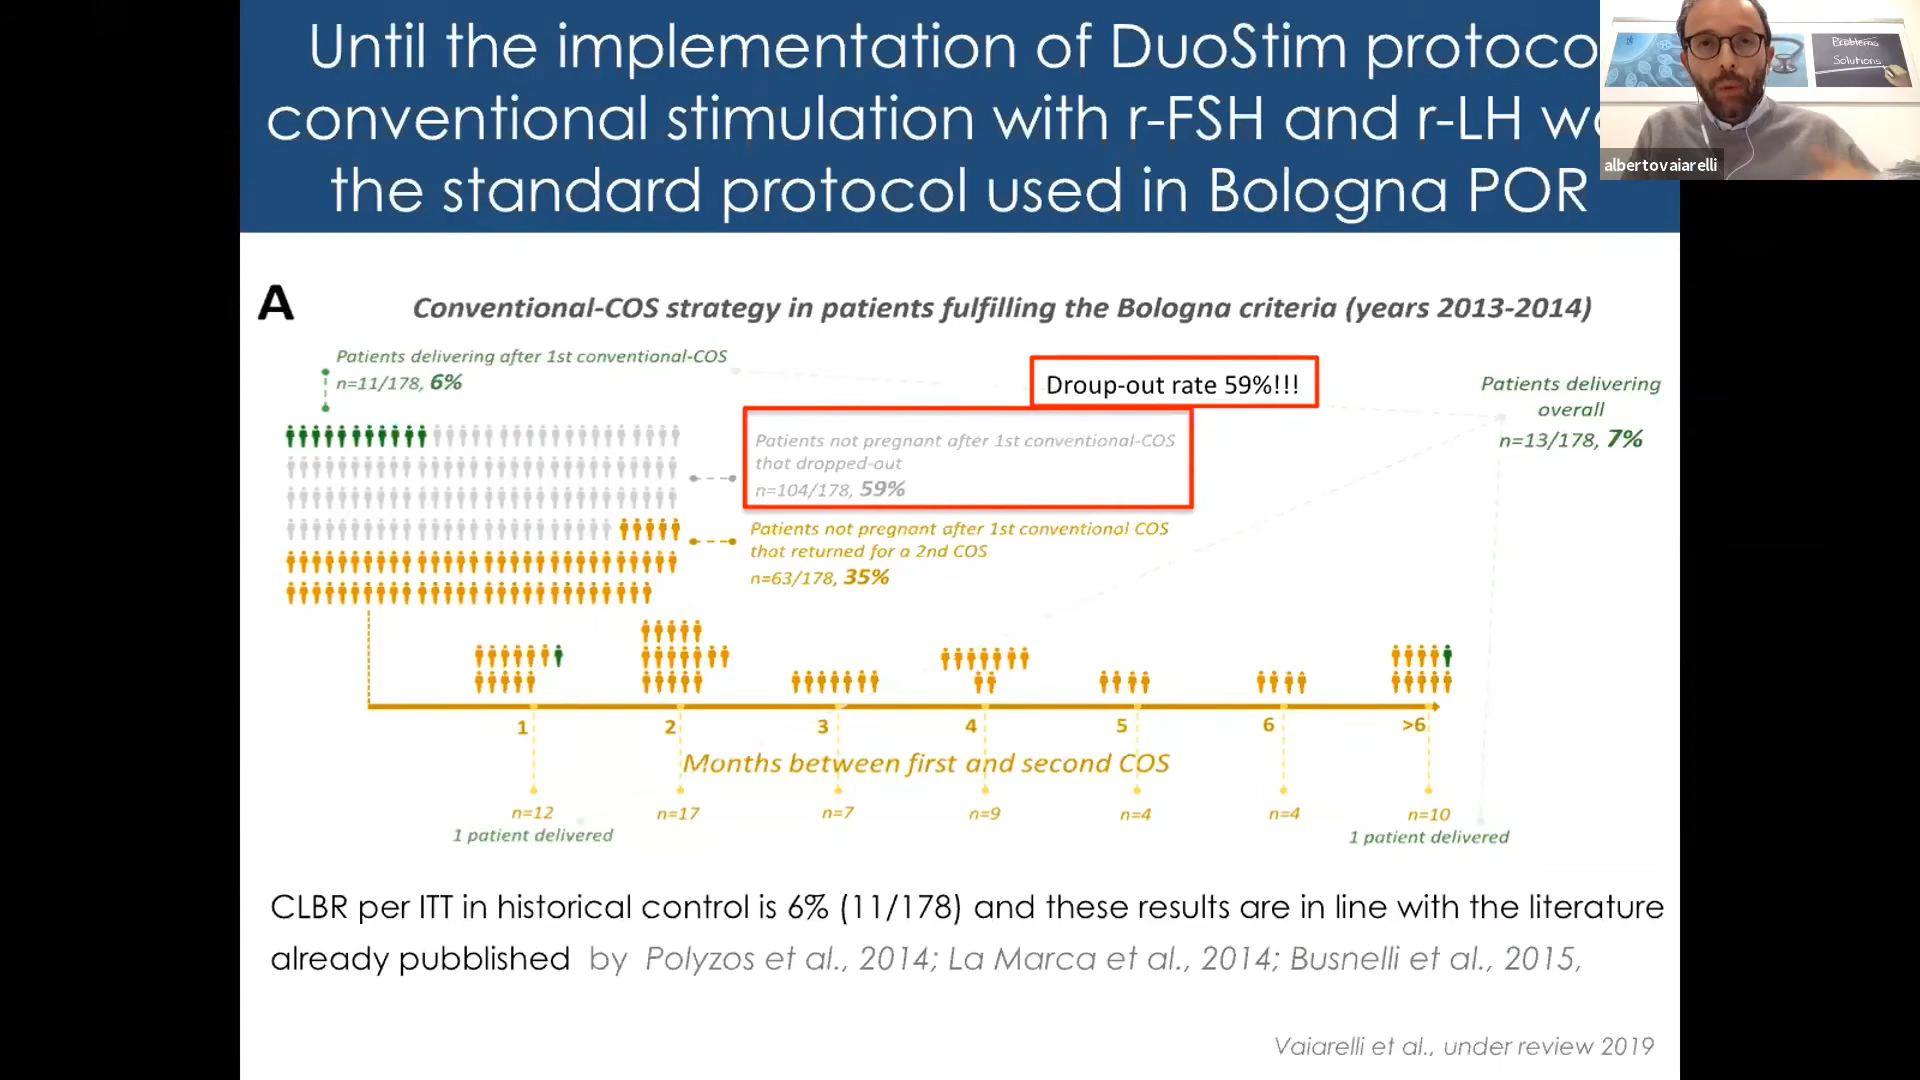 Until the implementation of DuoStim protoco
conventional stimulation with r-FSH and r-LH
the standard protocol used in Bologna POR
Problems
Solutions
albertovaiarelli
A
Conventional-COS strategy in patients fulfilling the Bologna criteria (years 2013-2014)
Patients delivering after 1st conventional-COS
n=11/178, 6%
Droup-out rate 59%!!!
Patients delivering
overall
n=13/178, 7%
Patients not pregnant after 1st conventional-COS
that dropped-out
n=104/178, 59%
Patients not pregnant after 1st conventional COS
that returned for a 2nd COS
n=63/178, 35%
1 2 3 4 5 6 >6
Months between first and second COS
n=12 n=17 n=7 n=9 n=4 n=4 n=10
1 patient delivered 1 patient delivered
CLBR per ITT in historical control is 6% (11/178) and these results are in line with the literature
already pubblished by Polyzos et al., 2014; La Marca et al., 2014; Busnelli et al., 2015,
Vaiarelli et al., under review 2019